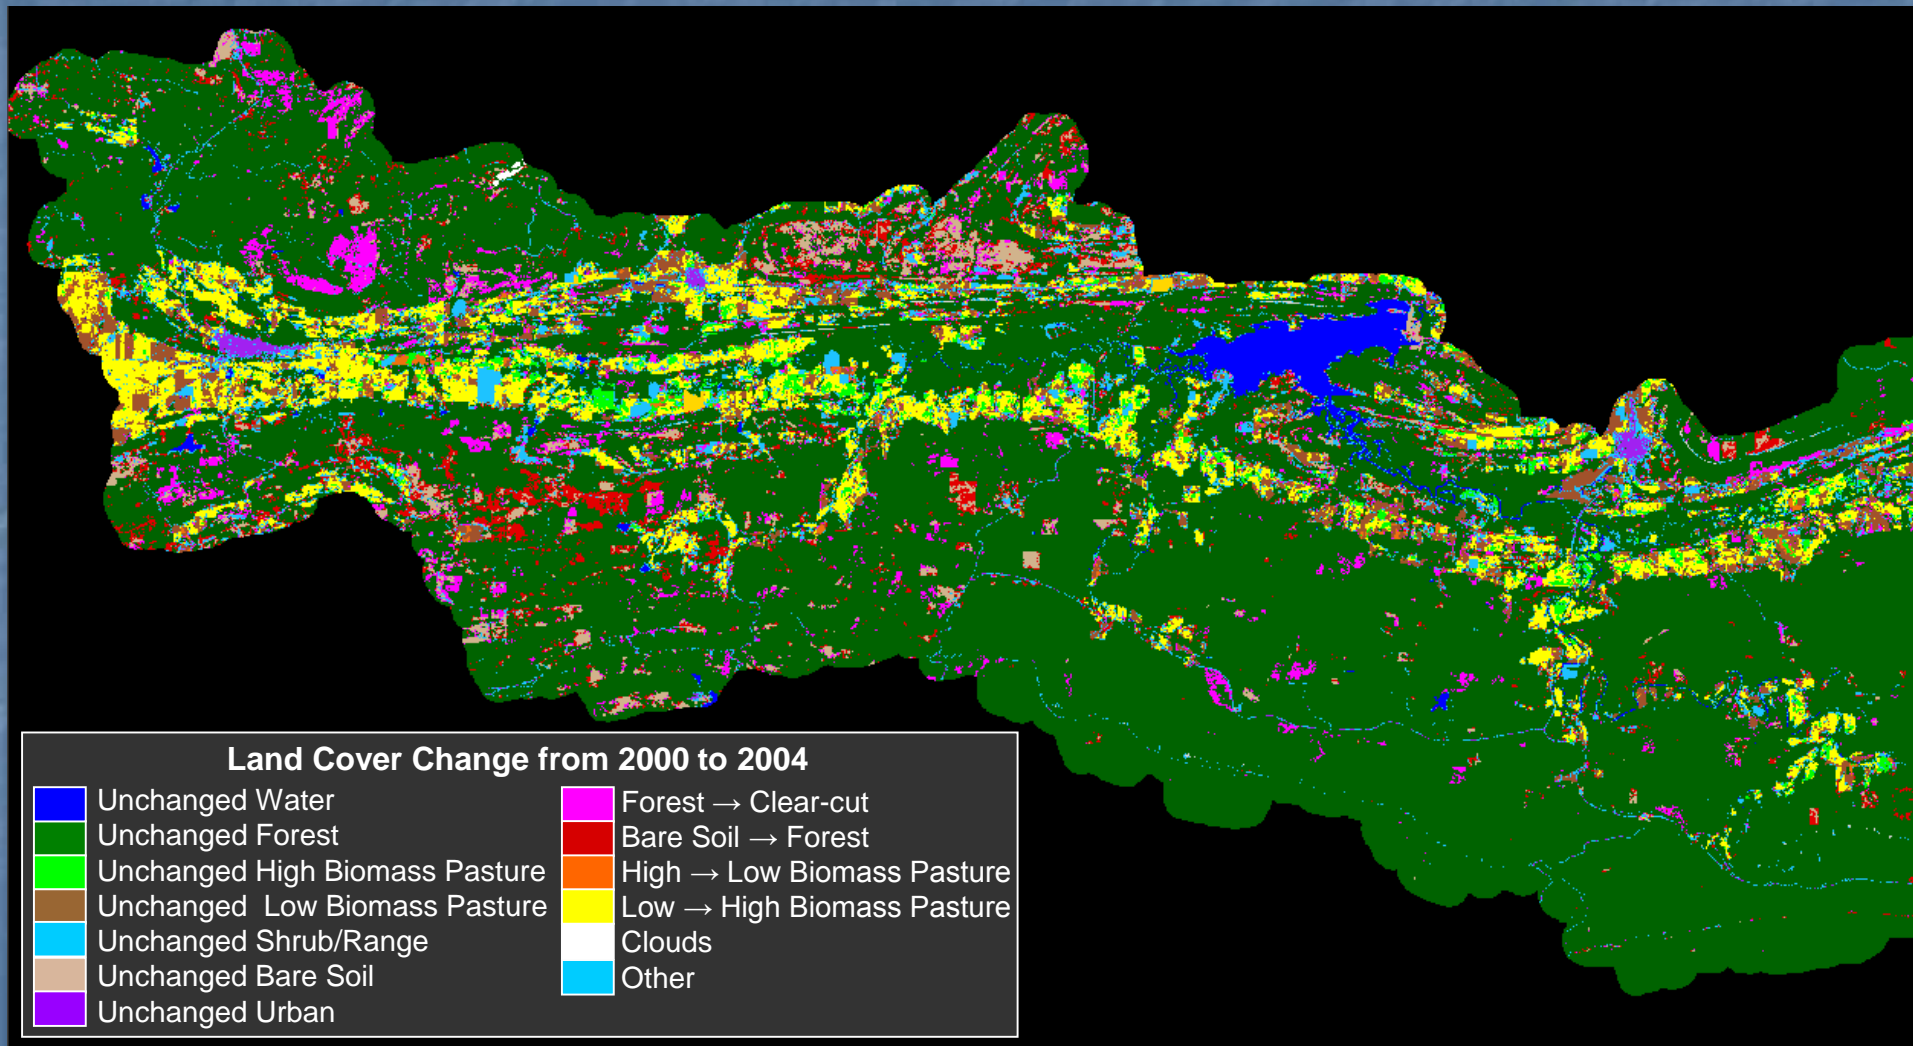 Land Cover Change from 2000 to 2004
Unchanged Water
Unchanged Forest
Unchanged High Biomass Pasture
Unchanged  Low Biomass Pasture
Unchanged Shrub/Range
Unchanged Bare Soil
Unchanged Urban
Forest → Clear-cut
Bare Soil → Forest
High → Low Biomass Pasture
Low → High Biomass Pasture
Clouds
Other